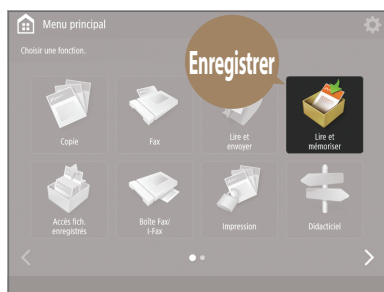 Menu principal
Choisir une fonction.
Enregistrer
Copie
Fax
Lire et
envoyer
Lire et
mémoriser
Accès fich.
enregistrés
Boîte Fax/
I-Fax
Impression
Didacticiel